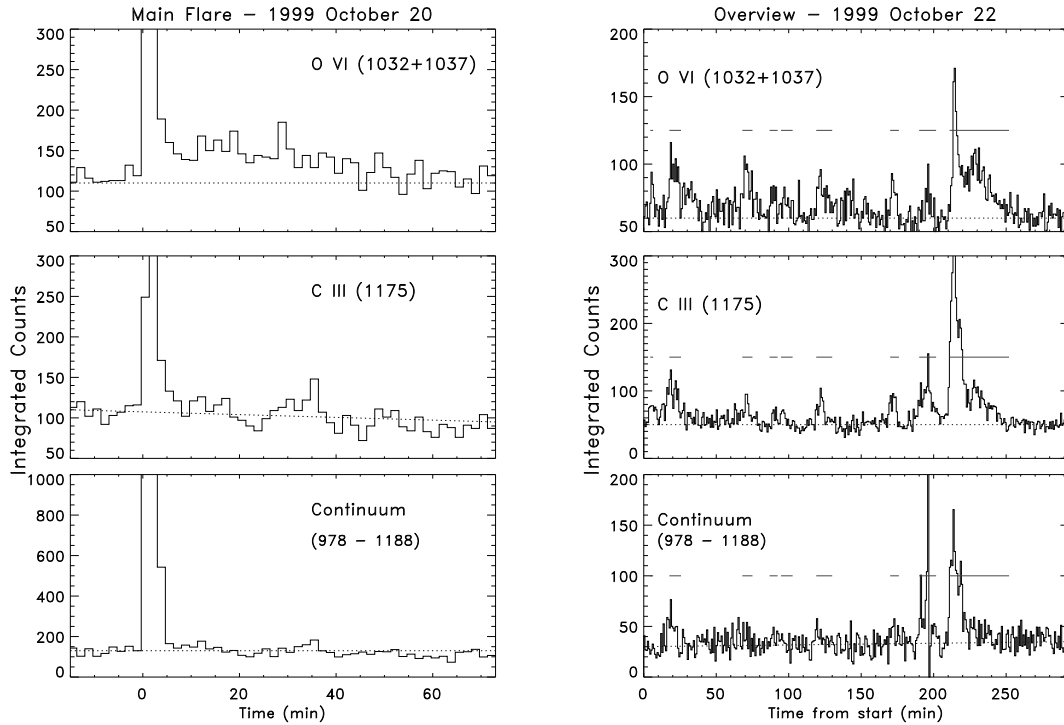 Main Flare – 1999 October 20
300
250
200
150
100
50
O VI (1032+1037)
300
250
200
150
100
50
C III (1175)
1000
800
600
400
200
0
Continuum
(978 – 1188)
Integrated Counts
0 20 40 60
Time (min)
Overview – 1999 October 22
200
150
100
50
O VI (1032+1037)
300
200
100
0
C III (1175)
200
150
100
50
0
Continuum
(978 – 1188)
Integrated Counts
0 50 100 150 200 250
Time from start (min)